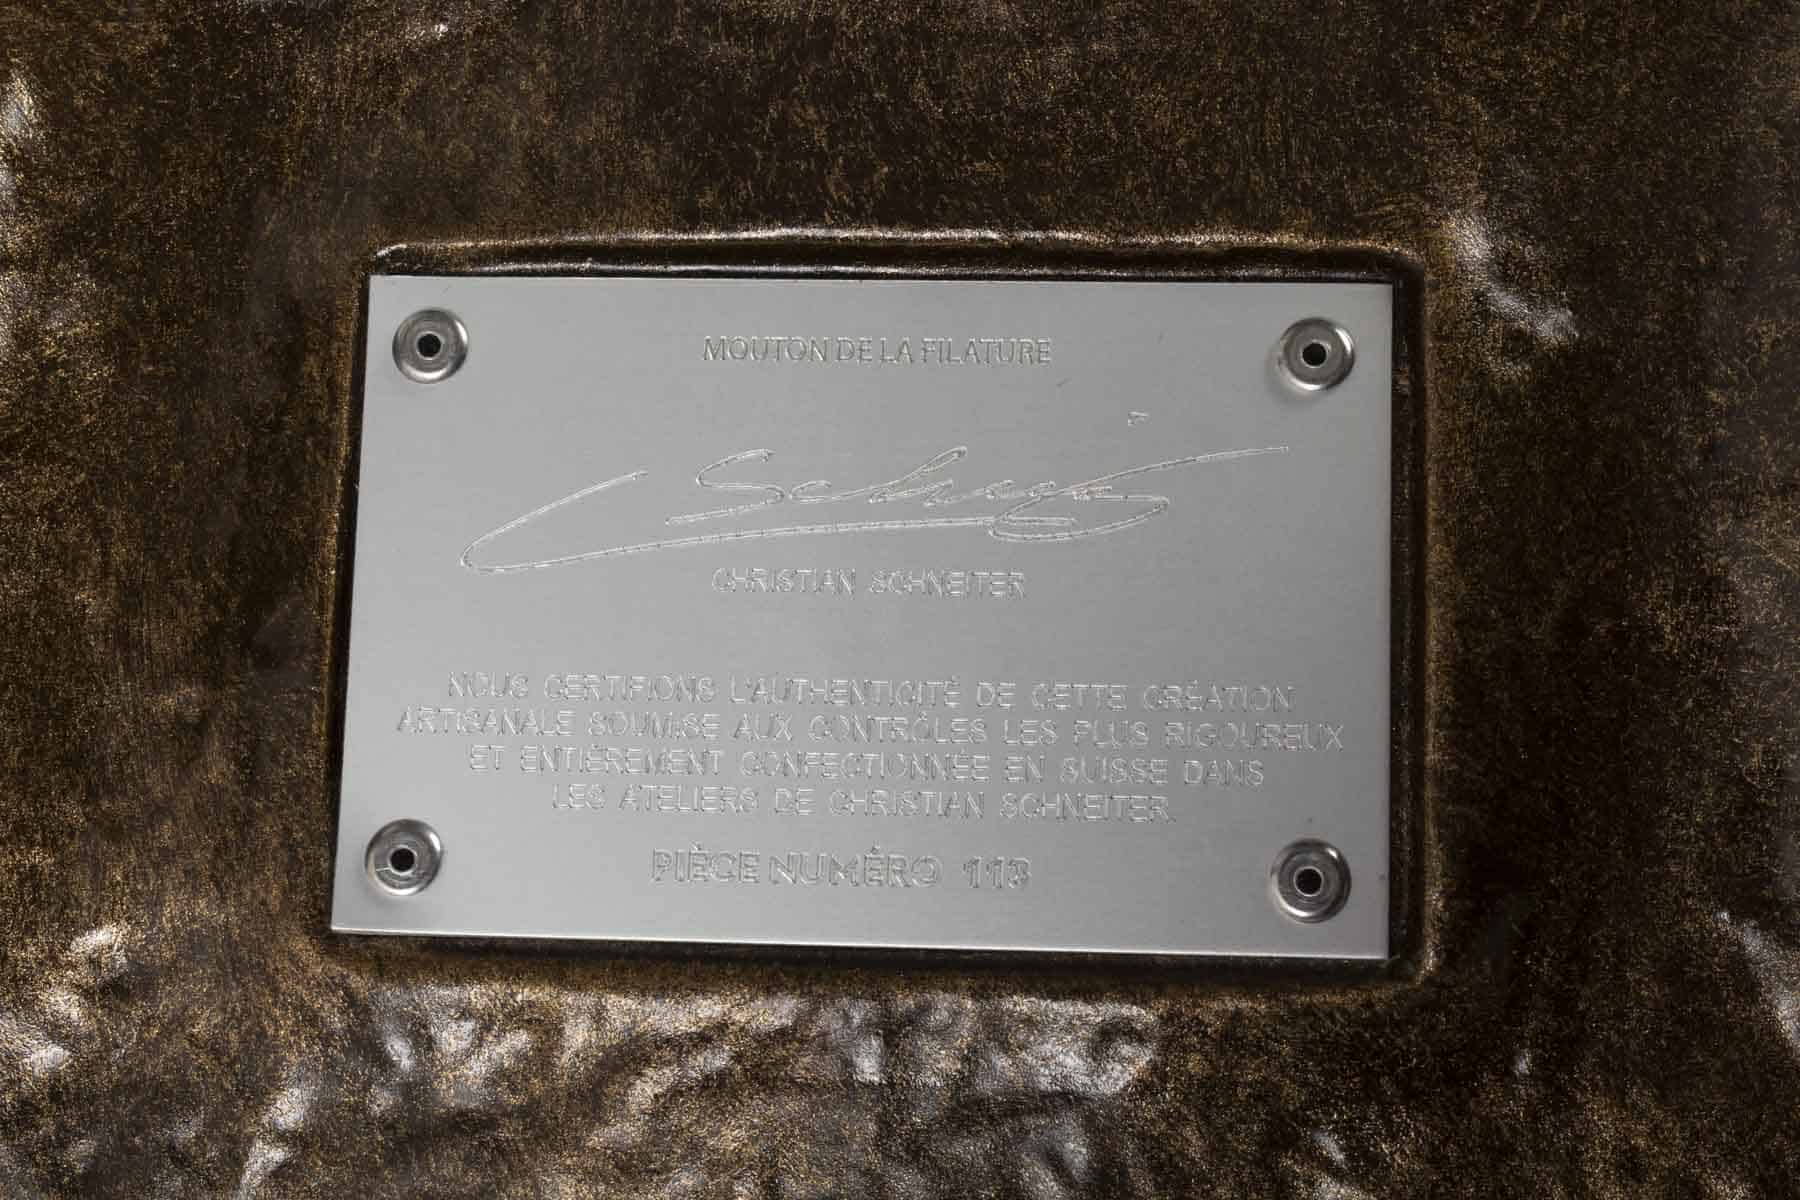 MOUTON DE LA FILATURE
C Schneiter
CHRISTIAN SCHNEITER
NOUS CERTIFIONS L'AUTHENTICITÉ DE CETTE CRÉATION
ARTISANALE SOUMISE AUX CONTRÔLES LES PLUS RIGOUREUX
ET ENTIÈREMENT CONFECTIONNÉE EN SUISSE DANS
LES ATELIERS DE CHRISTIAN SCHNEITER.
PIÈCE NUMÉRO 113